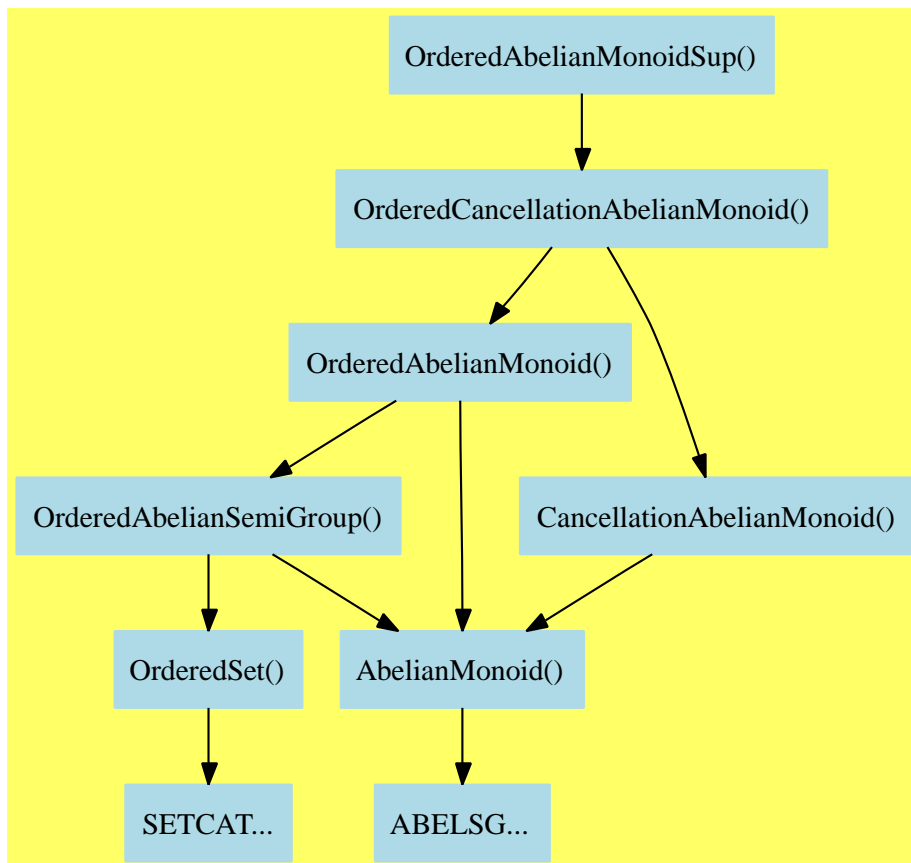 OrderedAbelianMonoidSup()
OrderedCancellationAbelianMonoid()
OrderedAbelianMonoid()
OrderedAbelianSemiGroup()
CancellationAbelianMonoid()
OrderedSet()
AbelianMonoid()
SETCAT...
ABELSG...